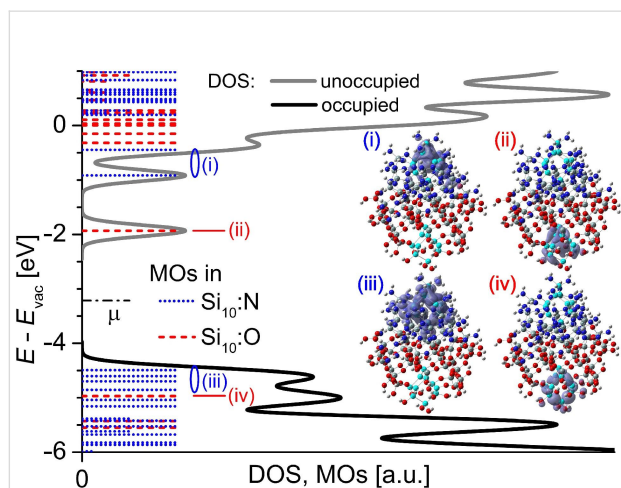 DOS: unoccupied
occupied
0
-2
-4
-6
E - Evac [eV]
(i)
(ii)
MOs in
Si10:N
Si10:O
μ
(iii)
(iv)
(i)
(ii)
(iii)
(iv)
0
DOS, MOs [a.u.]